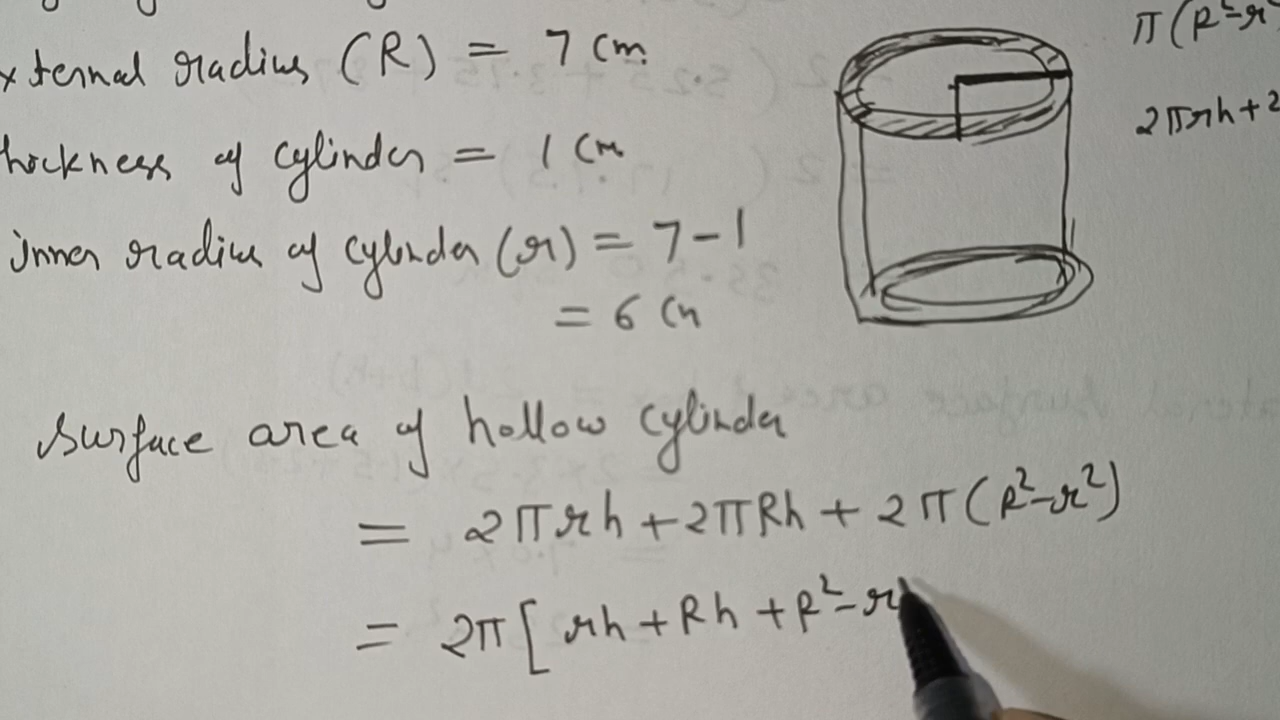 xternal radius (R) = 7 cm
hickness of cylinder = 1 cm
inner radius of cylinder (r) = 7 - 1
= 6 cm
π(R²-r²
2πrh + 2
surface area of hollow cylinder
= 2πrh + 2πRh + 2π(R²-r²)
= 2π[ rh + Rh + R² - r